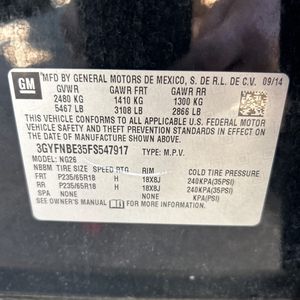 GM
MFD BY GENERAL MOTORS DE MEXICO, S. DE R.L. DE C.V. 09/14
GVWR GAWR FRT GAWR RR
2480 KG 1410 KG 1300 KG
5467 LB 3108 LB 2866 LB
THIS VEHICLE CONFORMS TO ALL APPLICABLE U.S. FEDERAL MOTOR
VEHICLE SAFETY AND THEFT PREVENTION STANDARDS IN EFFECT ON THE
DATE OF MANUFACTURE SHOWN ABOVE.
3GYFNBE35FS547917 TYPE: M.P.V.
MODEL: NG26
NBBM TIRE SIZE SPEED RTG RIM COLD TIRE PRESSURE
FRT P235/65R18 H 18X8J 240KPA(35PSI)
RR P235/65R18 H 18X8J 240KPA(35PSI)
SPA NONE NONE KPA(PSI)
SEE OWNER'S MANUAL FOR MORE INFORMATION.